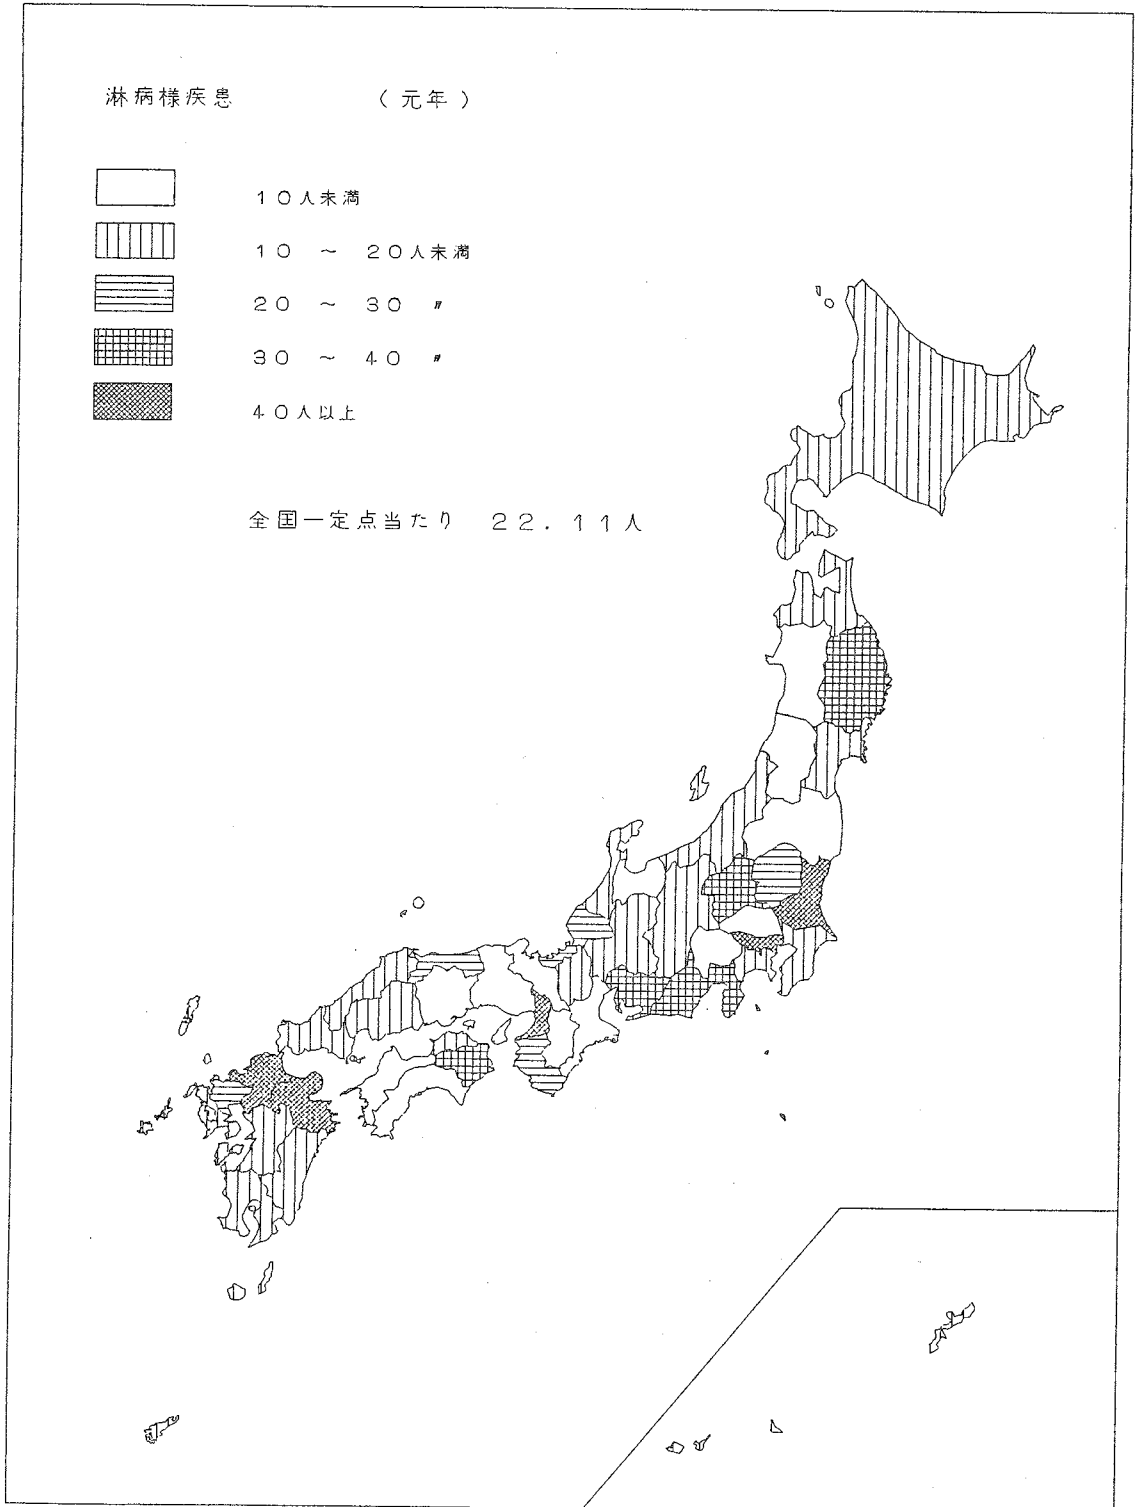 淋病様疾患 (元年)
10人未満
10 ~ 20人未満
20 ~ 30 〃
30 ~ 40 〃
40人以上
全国一定点当たり 22.11人